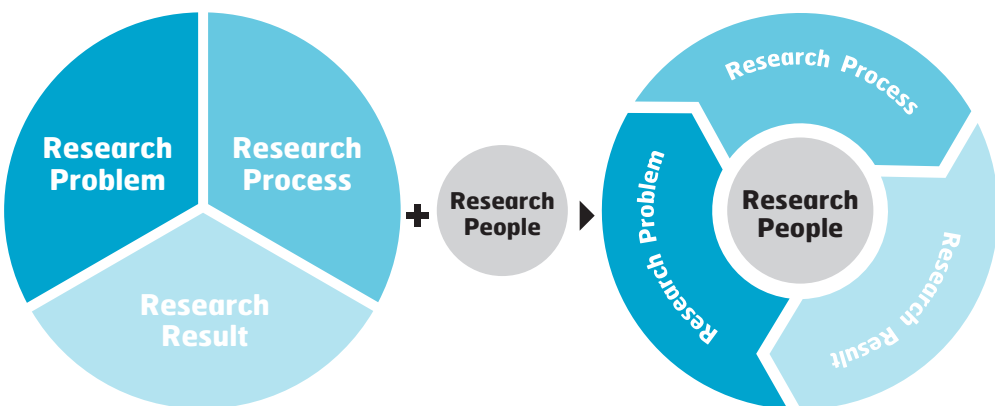 Research
Problem
Research
Process
Research
Result
+
Research
People
Research Process
Research Problem
Research People
Research Result